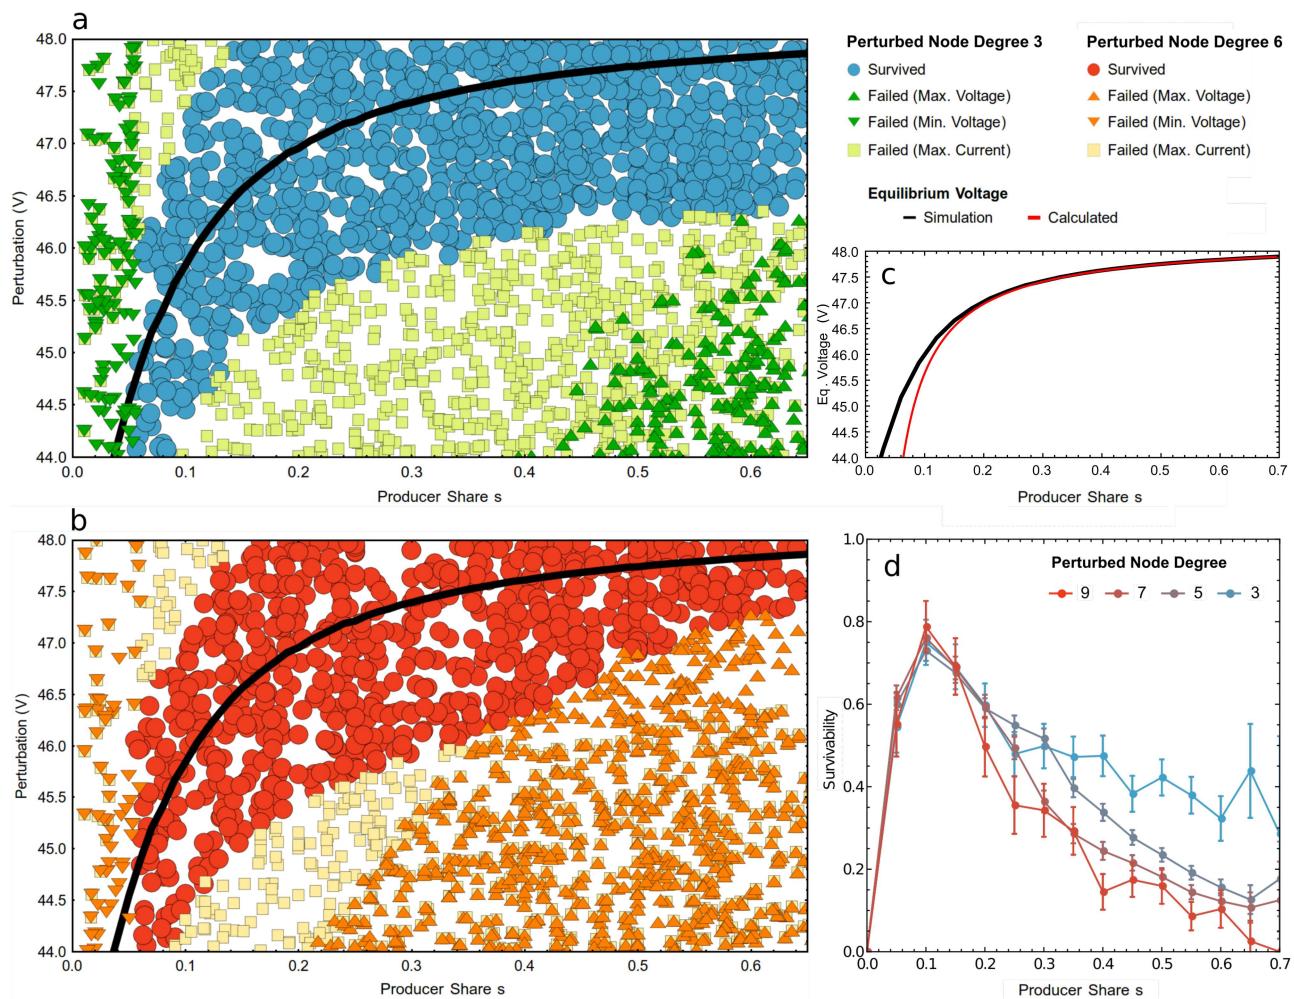 a
48.0
47.5
47.0
46.5
46.0
45.5
45.0
44.5
44.0
Perturbation (V)
0.0 0.1 0.2 0.3 0.4 0.5 0.6
Producer Share s
Perturbed Node Degree 3
Survived
Failed (Max. Voltage)
Failed (Min. Voltage)
Failed (Max. Current)
Perturbed Node Degree 6
Survived
Failed (Max. Voltage)
Failed (Min. Voltage)
Failed (Max. Current)
Equilibrium Voltage
Simulation Calculated
c
48.0
47.5
47.0
46.5
46.0
45.5
45.0
44.5
44.0
Eq. Voltage (V)
0.0 0.1 0.2 0.3 0.4 0.5 0.6 0.7
Producer Share s
b
48.0
47.5
47.0
46.5
46.0
45.5
45.0
44.5
44.0
Perturbation (V)
0.0 0.1 0.2 0.3 0.4 0.5 0.6
Producer Share s
d
Perturbed Node Degree
9 7 5 3
1.0
0.8
0.6
0.4
0.2
0.0
Survivability
0.0 0.1 0.2 0.3 0.4 0.5 0.6 0.7
Producer Share s